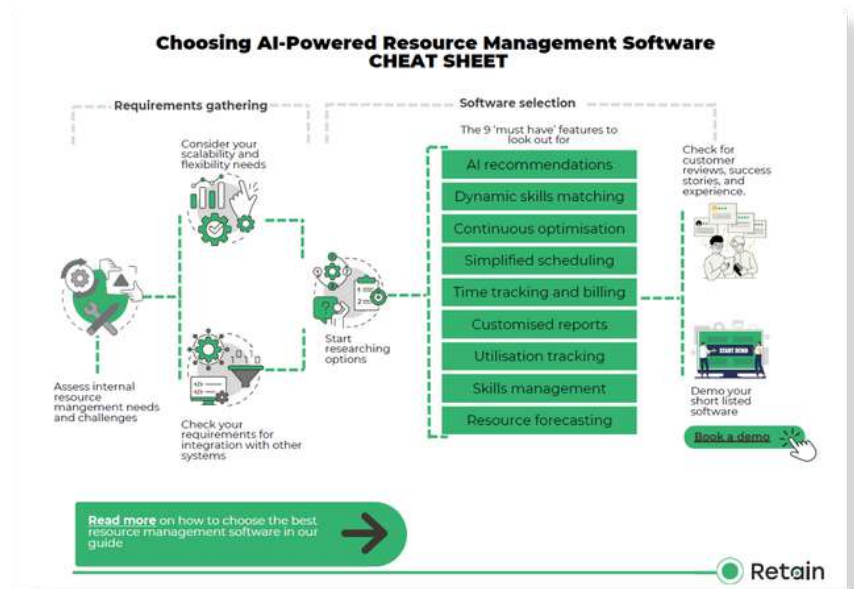 Choosing AI-Powered Resource Management Software
CHEAT SHEET
Requirements gathering
Software selection
Consider your
scalability and
flexibility needs
Assess internal
resource
mangement needs
and challenges
Check your
requirements for
integration with other
systems
Start
researching
options
The 9 'must have' features to
look out for
AI recommendations
Dynamic skills matching
Continuous optimisation
Simplified scheduling
Time tracking and billing
Customised reports
Utilisation tracking
Skills management
Resource forecasting
Check for
customer
reviews, success
stories, and
experience.
START DEMO
Demo your
short listed
software
Book a demo
Read more on how to choose the best
resource management software in our
guide
Retain